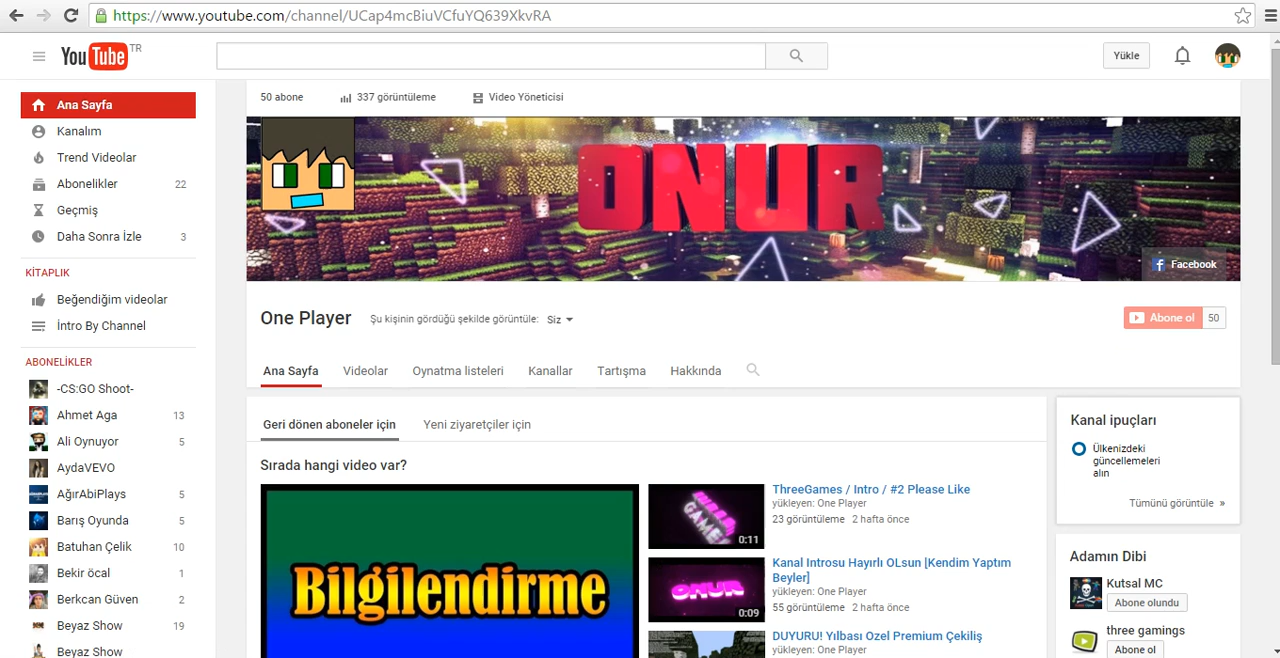 https://www.youtube.com/channel/UCap4mcBiuVCfuYQ639XkvRA
YouTube TR
Yükle
Ana Sayfa
Kanalım
Trend Videolar
Abonelikler 22
Geçmiş
Daha Sonra İzle 3
KİTAPLIK
Beğendiğim videolar
İntro By Channel
ABONELİKLER
-CS:GO Shoot-
Ahmet Aga 13
Ali Oynuyor 5
AydaVEVO
AğırAbiPlays 5
Barış Oyunda 5
Batuhan Çelik 10
Bekir öcal 1
Berkcan Güven 2
Beyaz Show 19
Beyaz Show
50 abone 337 görüntüleme Video Yöneticisi
ONUR
Facebook
One Player Şu kişinin gördüğü şekilde görüntüle: Siz
Abone ol 50
Ana Sayfa Videolar Oynatma listeleri Kanallar Tartışma Hakkında
Geri dönen aboneler için Yeni ziyaretçiler için
Sırada hangi video var?
Bilgilendirme
0:11
ThreeGames / Intro / #2 Please Like
yükleyen: One Player
23 görüntüleme 2 hafta önce
ONUR
0:09
Kanal Introsu Hayırlı OLsun [Kendim Yaptım
Beyler]
yükleyen: One Player
55 görüntüleme 2 hafta önce
DUYURU! Yılbası Ozel Premium Çekiliş
yükleyen: One Player
Kanal ipuçları
Ülkenizdeki
güncellemeleri
alın
Tümünü görüntüle »
Adamın Dibi
Kutsal MC
Abone olundu
three gamings
Abone ol